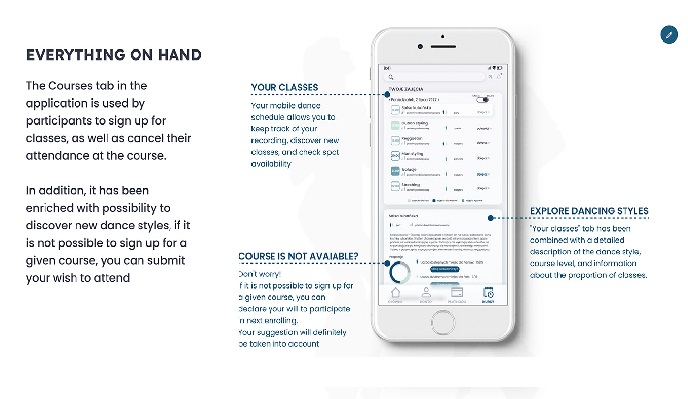 EVERYTHING ON HAND
The Courses tab in the
application is used by
participants to sign up for
classes, as well as cancel their
attendance at the course.
In addition, it has been
enriched with possibility to
discover new dance styles, if it
is not possible to sign up for a
given course, you can submit
your wish to attend
YOUR CLASSES
Your mobile dance
schedule allows you to
keep track of your
recording, discover new
classes, and check spot
availability
COURSE IS NOT AVAIABLE?
Don't worry!
If it is not possible to sign up for
a given course, you can
declare your will to participate
in next enrolling.
Your suggestion will definitely
be taken into account
TWOJE ZAJĘCIA
EXPLORE DANCING STYLES
"Your classes" tab has been
combined with a detailed
description of the dance style,
course level, and information
about the proportion of classes.